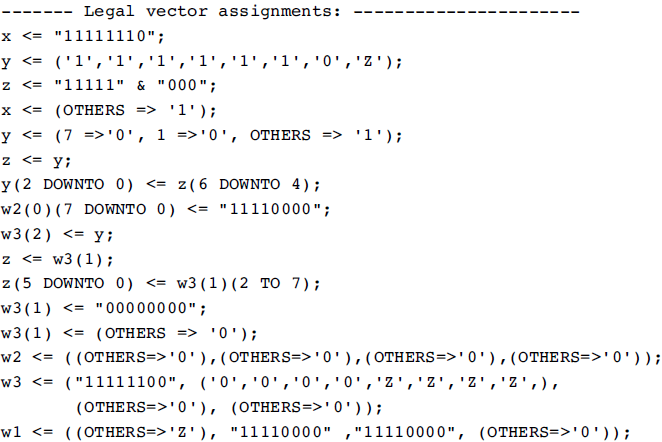 ------- Legal vector assignments: ----------------------
x <= "11111110";
y <= ('1','1','1','1','1','1','0','Z');
z <= "11111" & "000";
x <= (OTHERS => '1');
y <= (7 =>'0', 1 =>'0', OTHERS => '1');
z <= y;
y(2 DOWNTO 0) <= z(6 DOWNTO 4);
w2(0)(7 DOWNTO 0) <= "11110000";
w3(2) <= y;
z <= w3(1);
z(5 DOWNTO 0) <= w3(1)(2 TO 7);
w3(1) <= "00000000";
w3(1) <= (OTHERS => '0');
w2 <= ((OTHERS=>'0'),(OTHERS=>'0'),(OTHERS=>'0'),(OTHERS=>'0'));
w3 <= ("11111100", ('0','0','0','0','Z','Z','Z','Z',),
(OTHERS=>'0'), (OTHERS=>'0'));
w1 <= ((OTHERS=>'Z'), "11110000" ,"11110000", (OTHERS=>'0'));